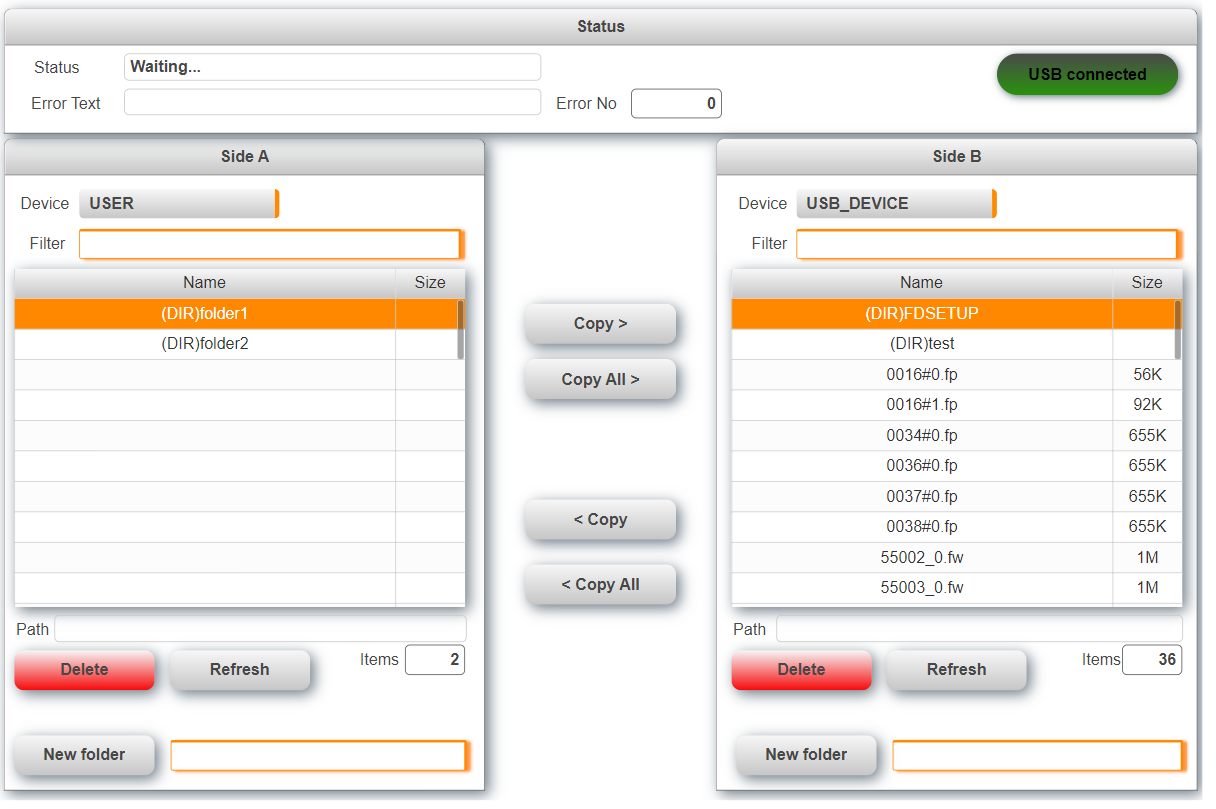 Status
Status Waiting... USB connected
Error Text Error No 0
Side A
Device USER
Filter
Name Size
(DIR)folder1
(DIR)folder2
Path
Delete Refresh Items 2
New folder
Copy >
Copy All >
< Copy
< Copy All
Side B
Device USB_DEVICE
Filter
Name Size
(DIR)FDSETUP
(DIR)test
0016#0.fp 56K
0016#1.fp 92K
0034#0.fp 655K
0036#0.fp 655K
0037#0.fp 655K
0038#0.fp 655K
55002_0.fw 1M
55003_0.fw 1M
Path
Delete Refresh Items 36
New folder